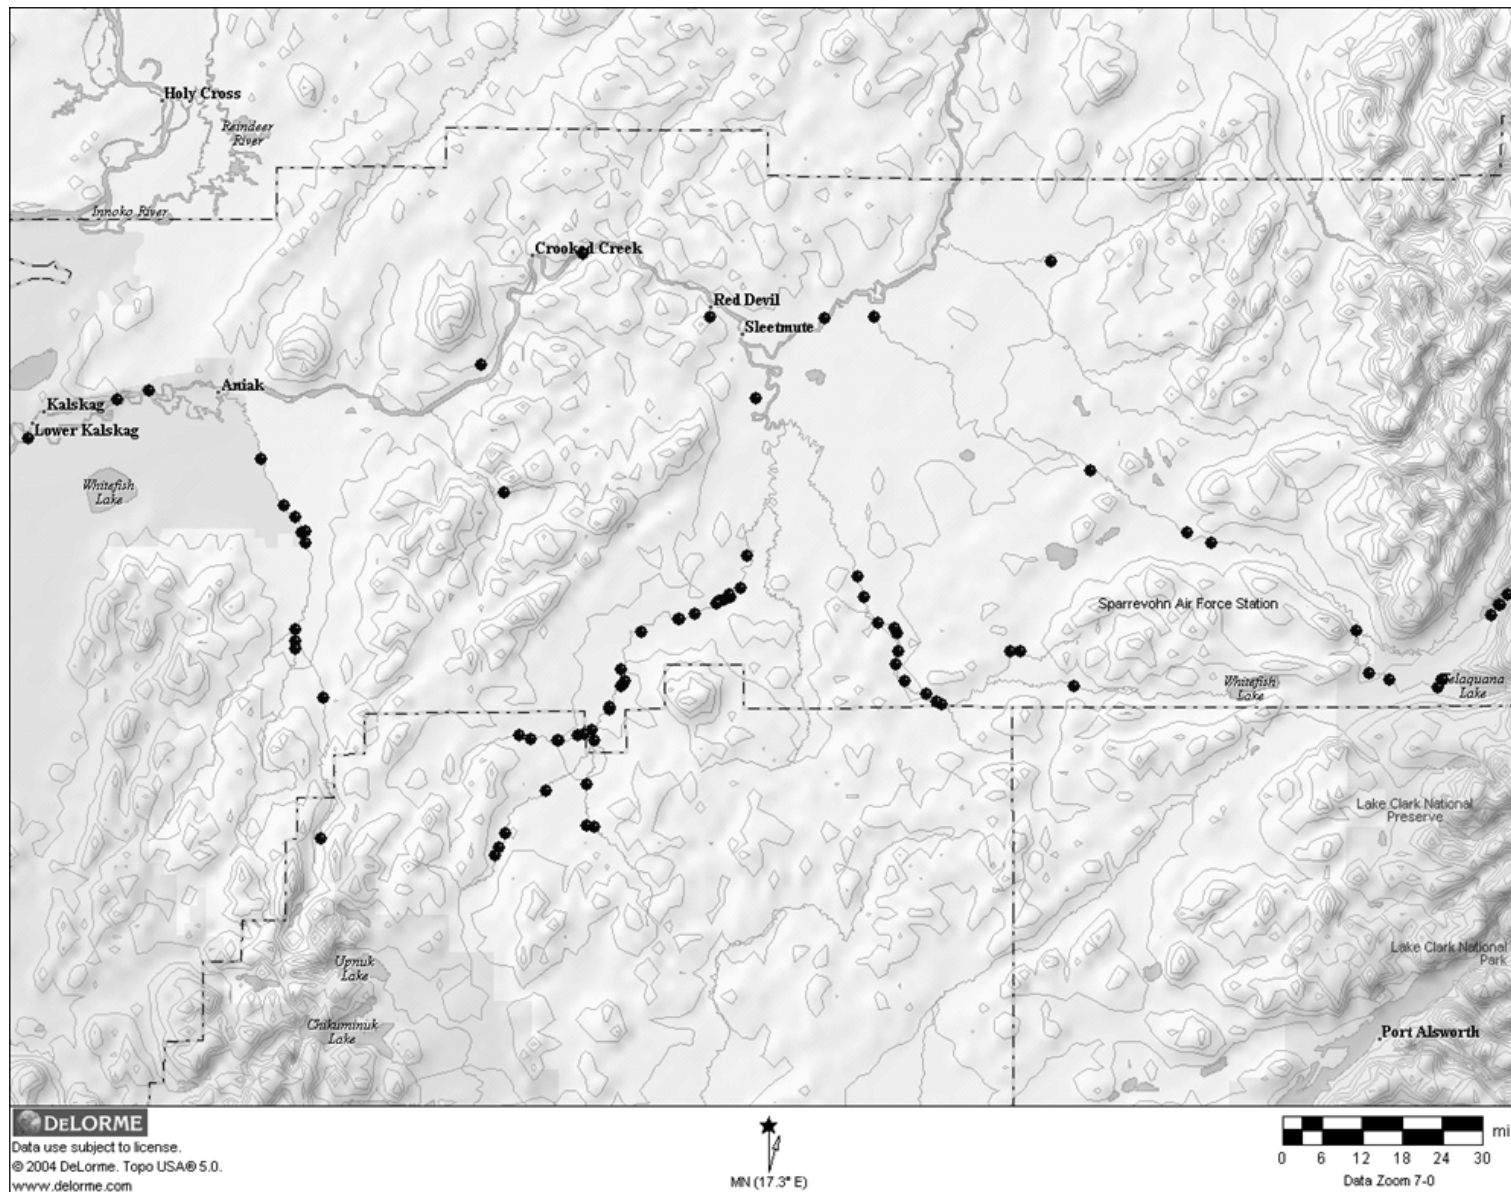 Holy Cross
Reindeer
River
Innoko River
Crooked Creek
Red Devil
Sleetmute
Aniak
Kalskag
Lower Kalskag
Whitefish
Lake
Sparrevohn Air Force Station
Whitefish
Lake
Telaquana
Lake
Lake Clark National
Preserve
Lake Clark National
Park
Upnuk
Lake
Chikuminuk
Lake
Port Alsworth
DELORME
Data use subject to license.
© 2004 DeLorme. Topo USA® 5.0.
www.delorme.com
MN (17.3° E)
mi
0 6 12 18 24 30
Data Zoom 7-0